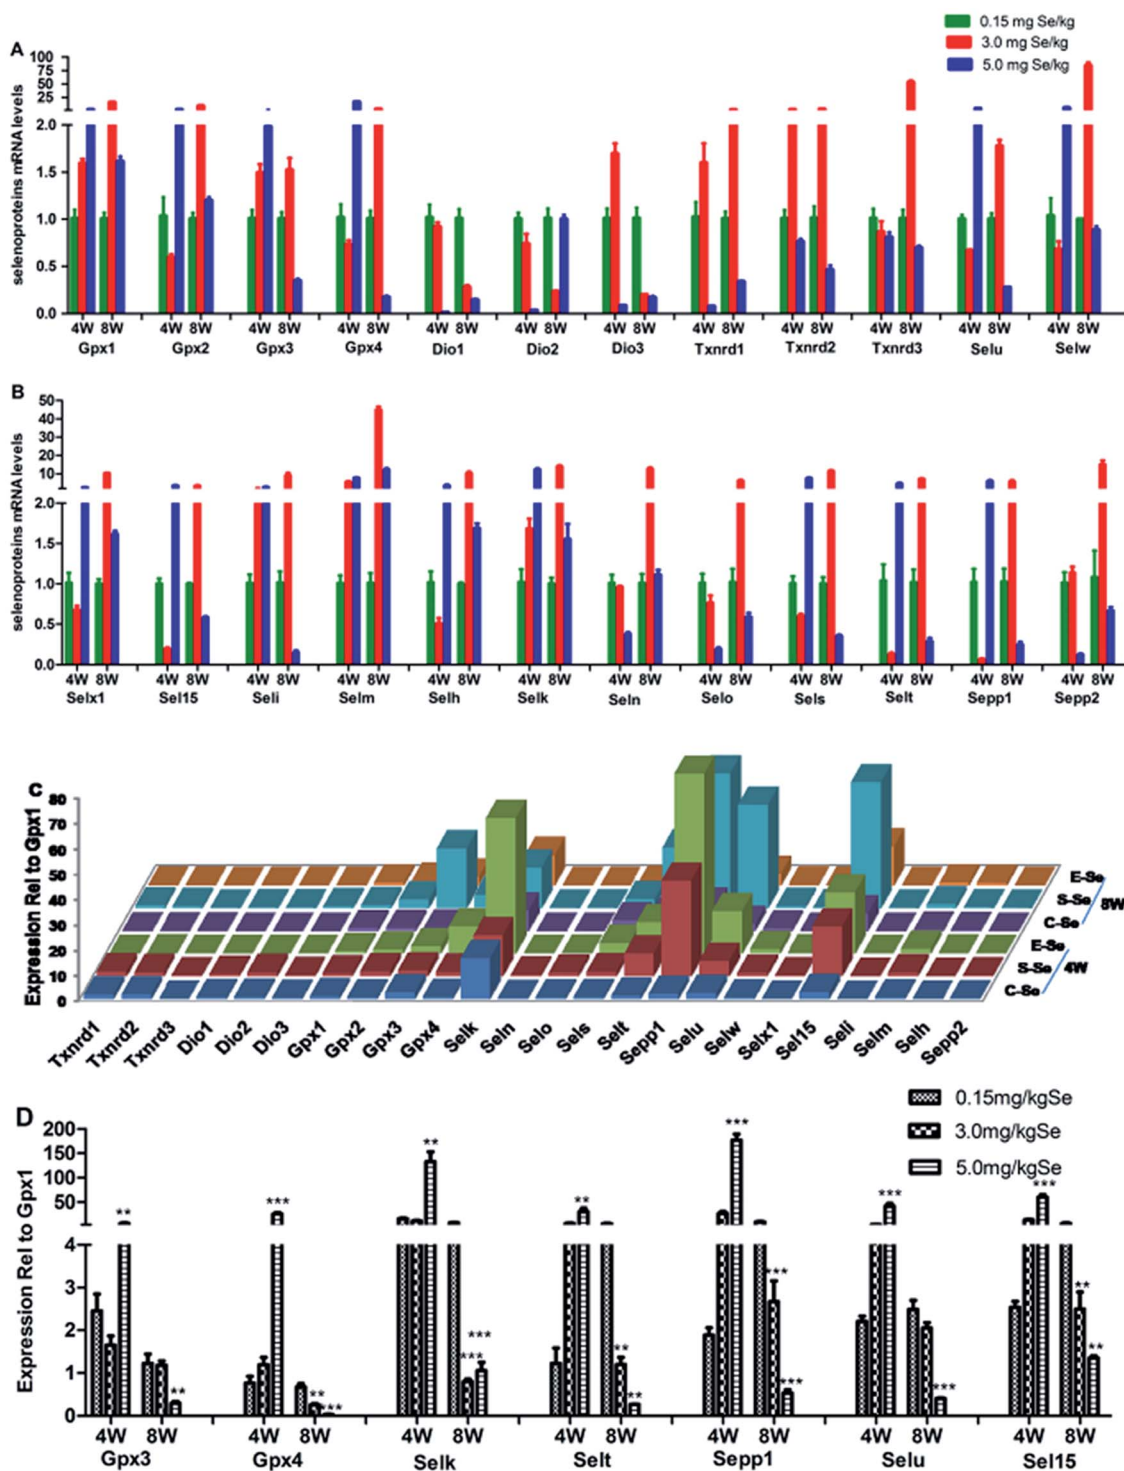 0.15 mg Se/kg
3.0 mg Se/kg
5.0 mg Se/kg
A
selenoproteins mRNA levels
100
75
50
25
2.0
1.5
1.0
0.5
0.0
4W 8W 4W 8W 4W 8W 4W 8W 4W 8W 4W 8W 4W 8W 4W 8W 4W 8W 4W 8W 4W 8W 4W 8W
Gpx1 Gpx2 Gpx3 Gpx4 Dio1 Dio2 Dio3 Txnrd1 Txnrd2 Txnrd3 Selu Selw
B
selenoproteins mRNA levels
50
40
30
20
10
2.0
1.5
1.0
0.5
0.0
4W 8W 4W 8W 4W 8W 4W 8W 4W 8W 4W 8W 4W 8W 4W 8W 4W 8W 4W 8W 4W 8W 4W 8W
Selx1 Sel15 Seli Selm Selh Selk Seln Selo Sels Selt Sepp1 Sepp2
C
Expression Rel to Gpx1
80
70
60
50
40
30
20
10
0
E-Se
S-Se
8W
C-Se
E-Se
S-Se
4W
C-Se
Txnrd1 Txnrd2 Txnrd3 Dio1 Dio2 Dio3 Gpx1 Gpx2 Gpx3 Gpx4 Selk Seln Selo Sels Selt Sepp1 Selu Selw Selx1 Sel15 Seli Selm Selh Sepp2
D
0.15mg/kgSe
3.0mg/kgSe
5.0mg/kgSe
Expression Rel to Gpx1
200
150
100
50
4
3
2
1
0
** *** ** ** *** *** ***
** ** *** *** *** ** ** *** *** *** ** **
4W 8W 4W 8W 4W 8W 4W 8W 4W 8W 4W 8W 4W 8W
Gpx3 Gpx4 Selk Selt Sepp1 Selu Sel15